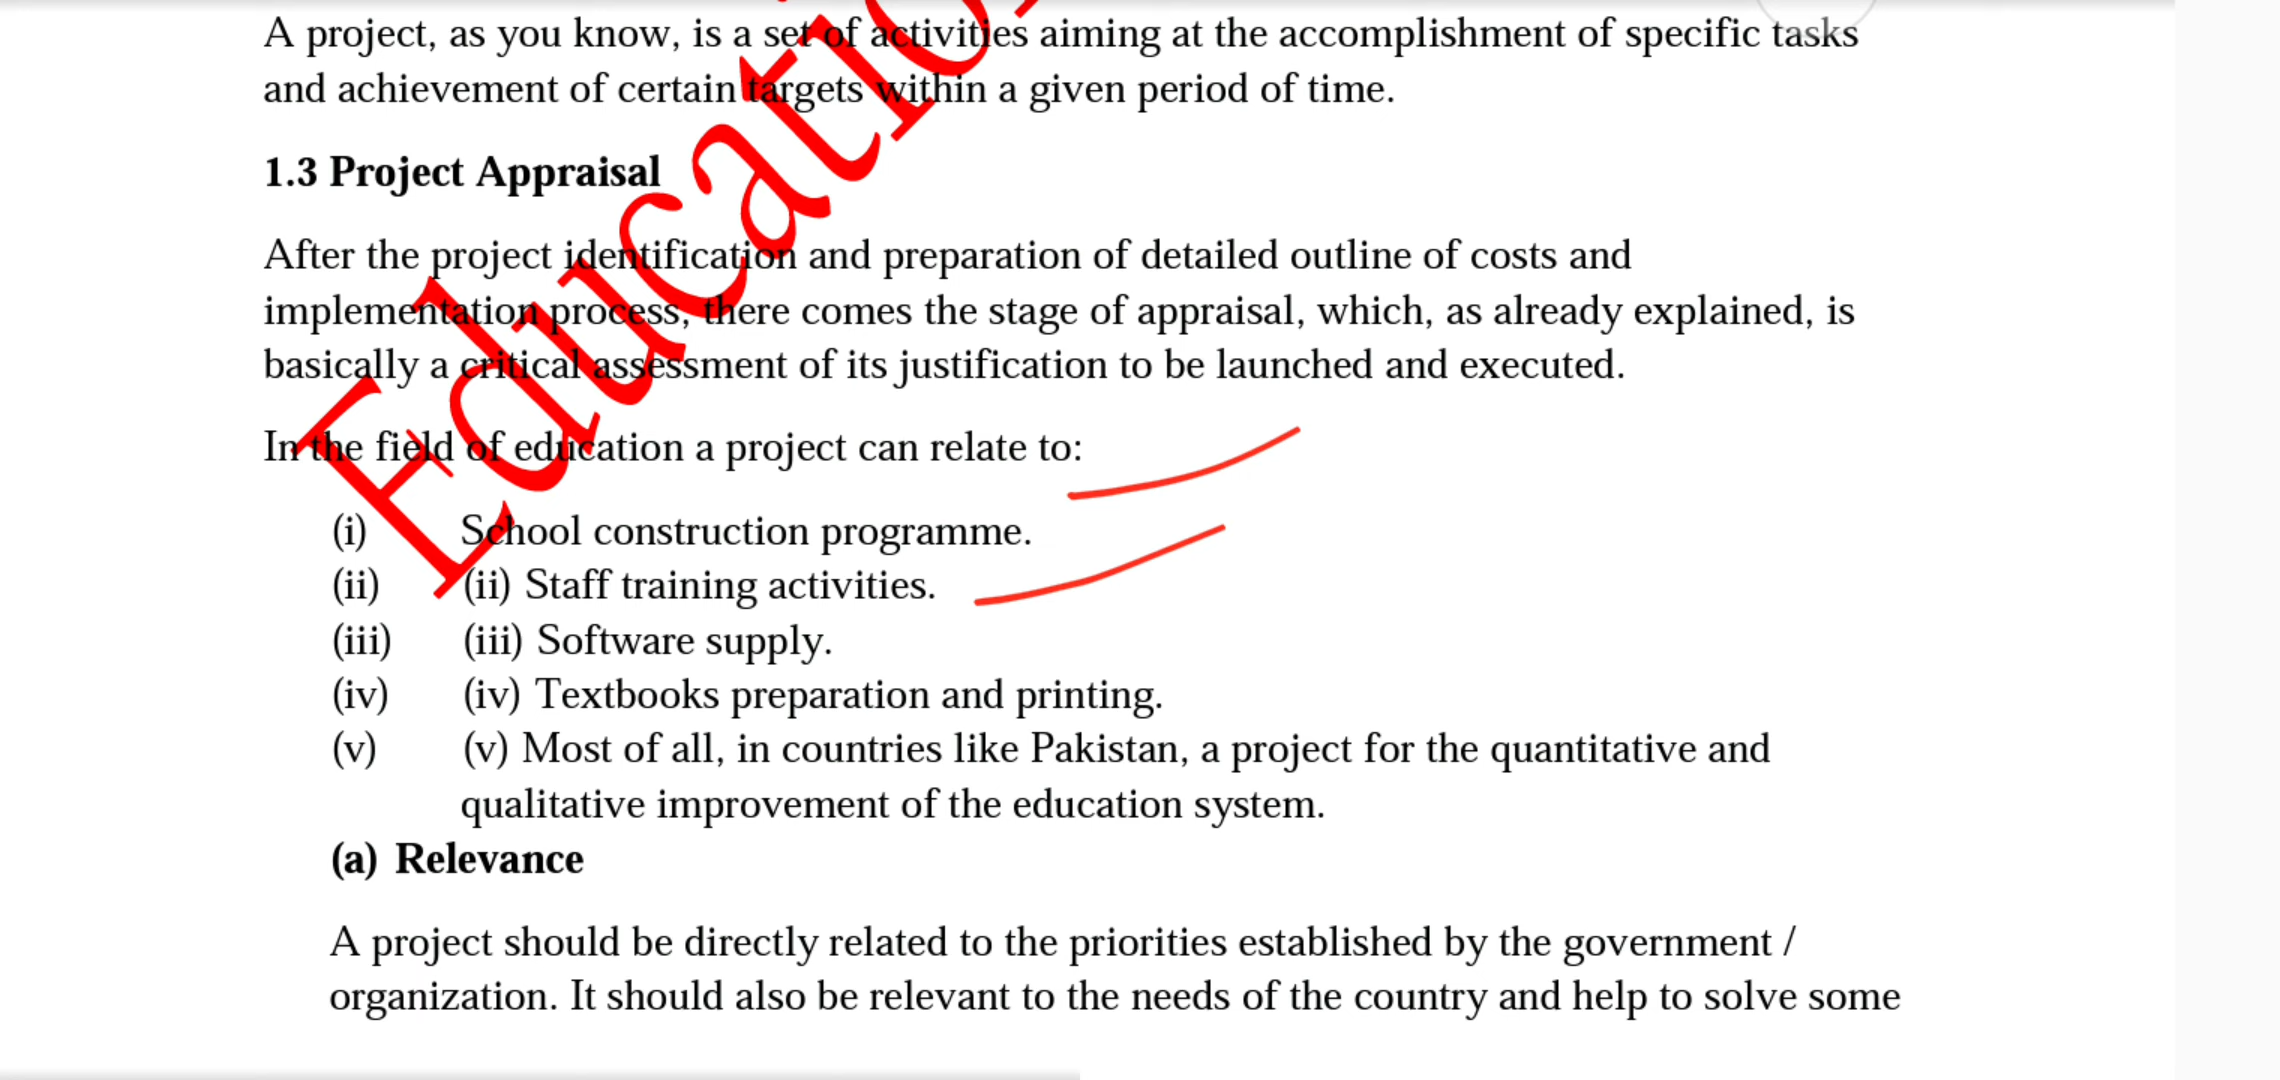 A project, as you know, is a set of activities aiming at the accomplishment of specific tasks
and achievement of certain targets within a given period of time.
1.3 Project Appraisal
After the project identification and preparation of detailed outline of costs and
implementation process, there comes the stage of appraisal, which, as already explained, is
basically a critical assessment of its justification to be launched and executed.
In the field of education a project can relate to:
(i) School construction programme.
(ii) (ii) Staff training activities.
(iii) (iii) Software supply.
(iv) (iv) Textbooks preparation and printing.
(v) (v) Most of all, in countries like Pakistan, a project for the quantitative and
qualitative improvement of the education system.
(a) Relevance
A project should be directly related to the priorities established by the government /
organization. It should also be relevant to the needs of the country and help to solve some
Educatio